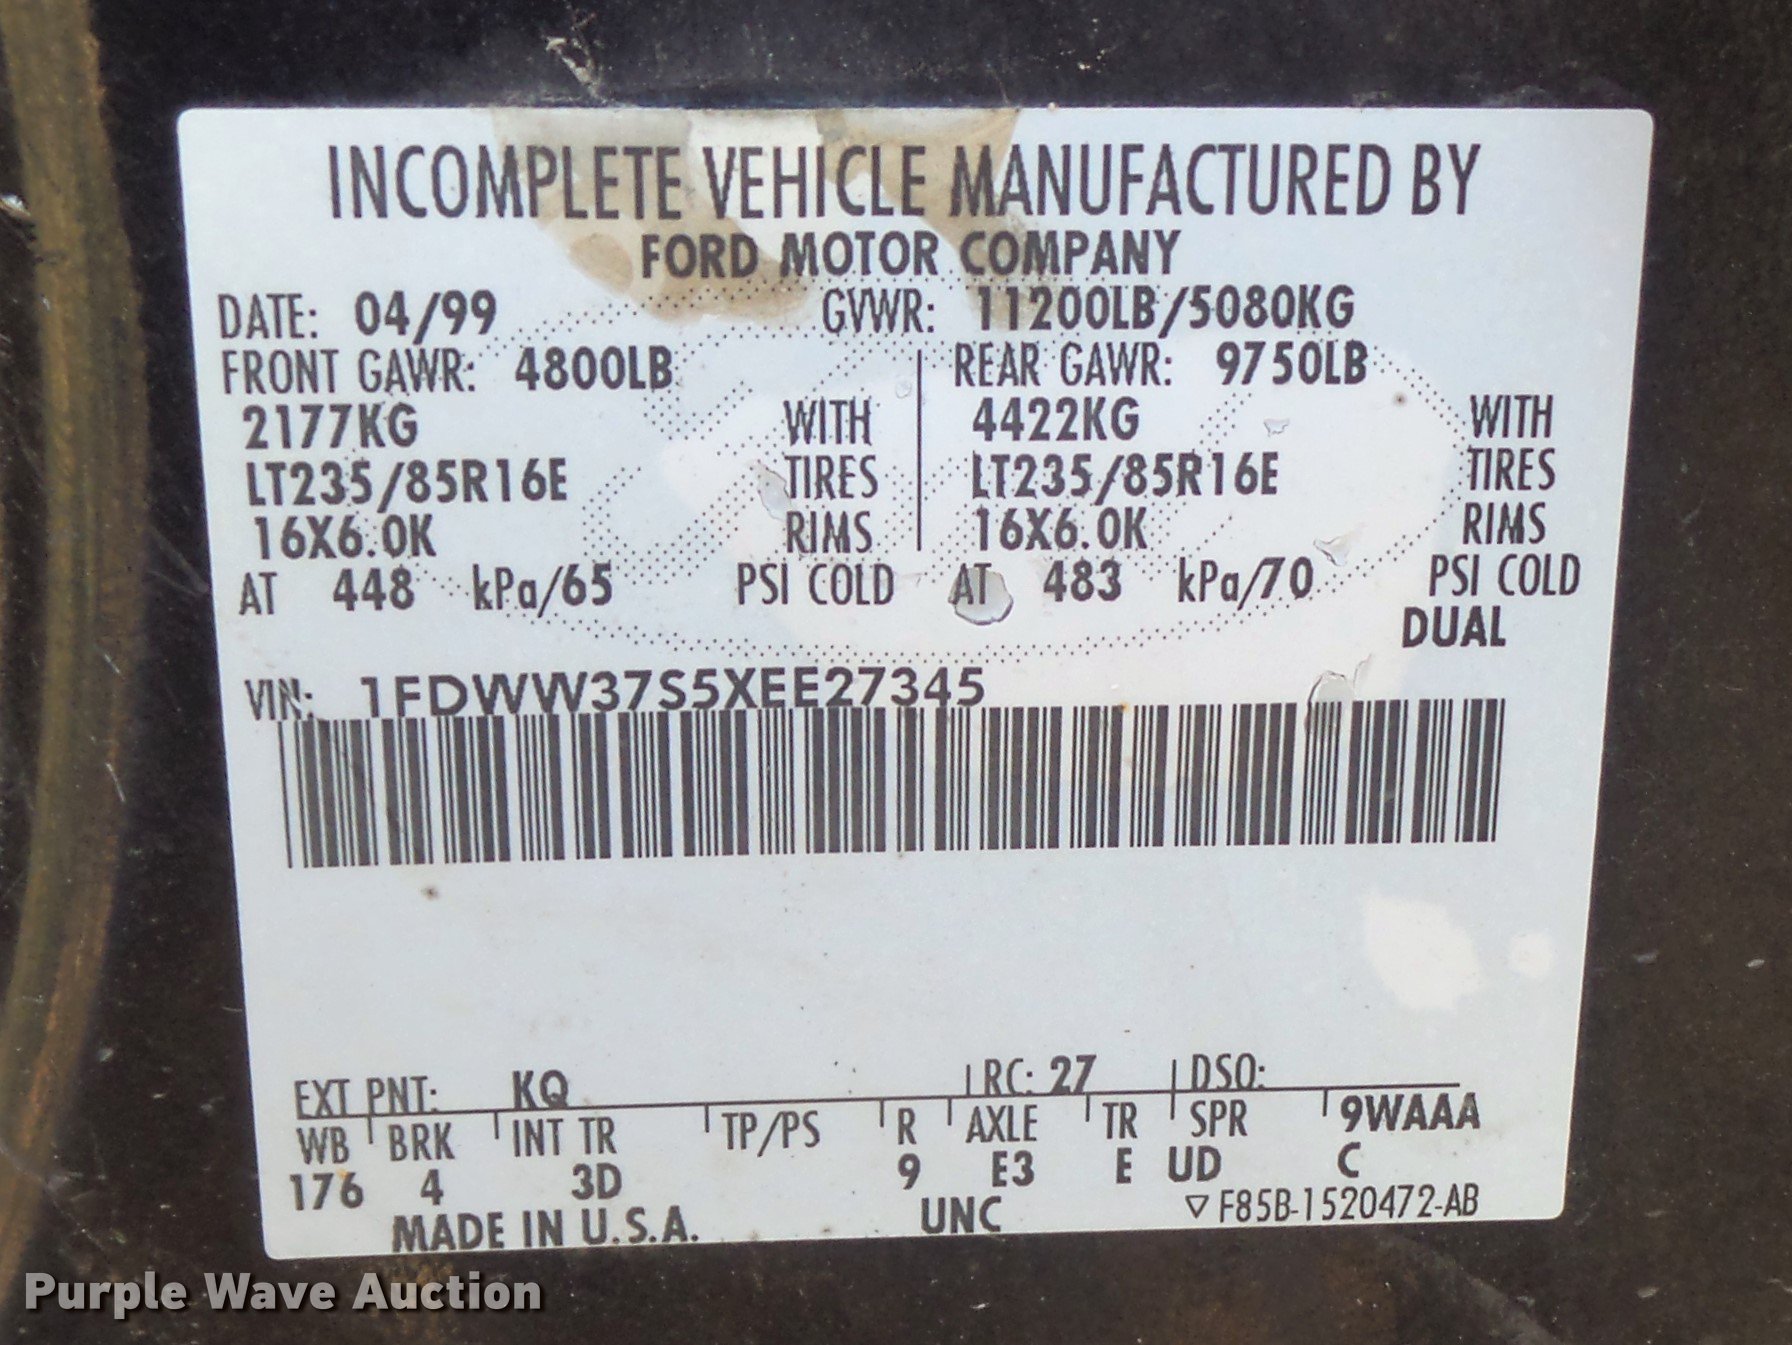 INCOMPLETE VEHICLE MANUFACTURED BY
FORD MOTOR COMPANY
DATE: 04/99 GVWR: 11200LB/5080KG
FRONT GAWR: 4800LB REAR GAWR: 9750LB
2177KG WITH 4422KG WITH
LT235/85R16E TIRES LT235/85R16E TIRES
16X6.0K RIMS 16X6.0K RIMS
AT 448 kPa/65 PSI COLD AT 483 kPa/70 PSI COLD
DUAL
VIN: 1FDWW37S5XEE27345
EXT PNT: KQ RC: 27 DSO:
WB BRK INT TR TP/PS R AXLE TR SPR 9WAAA
176 4 3D 9 E3 E UD C
MADE IN U.S.A. UNC F85B-1520472-AB
Purple Wave Auction